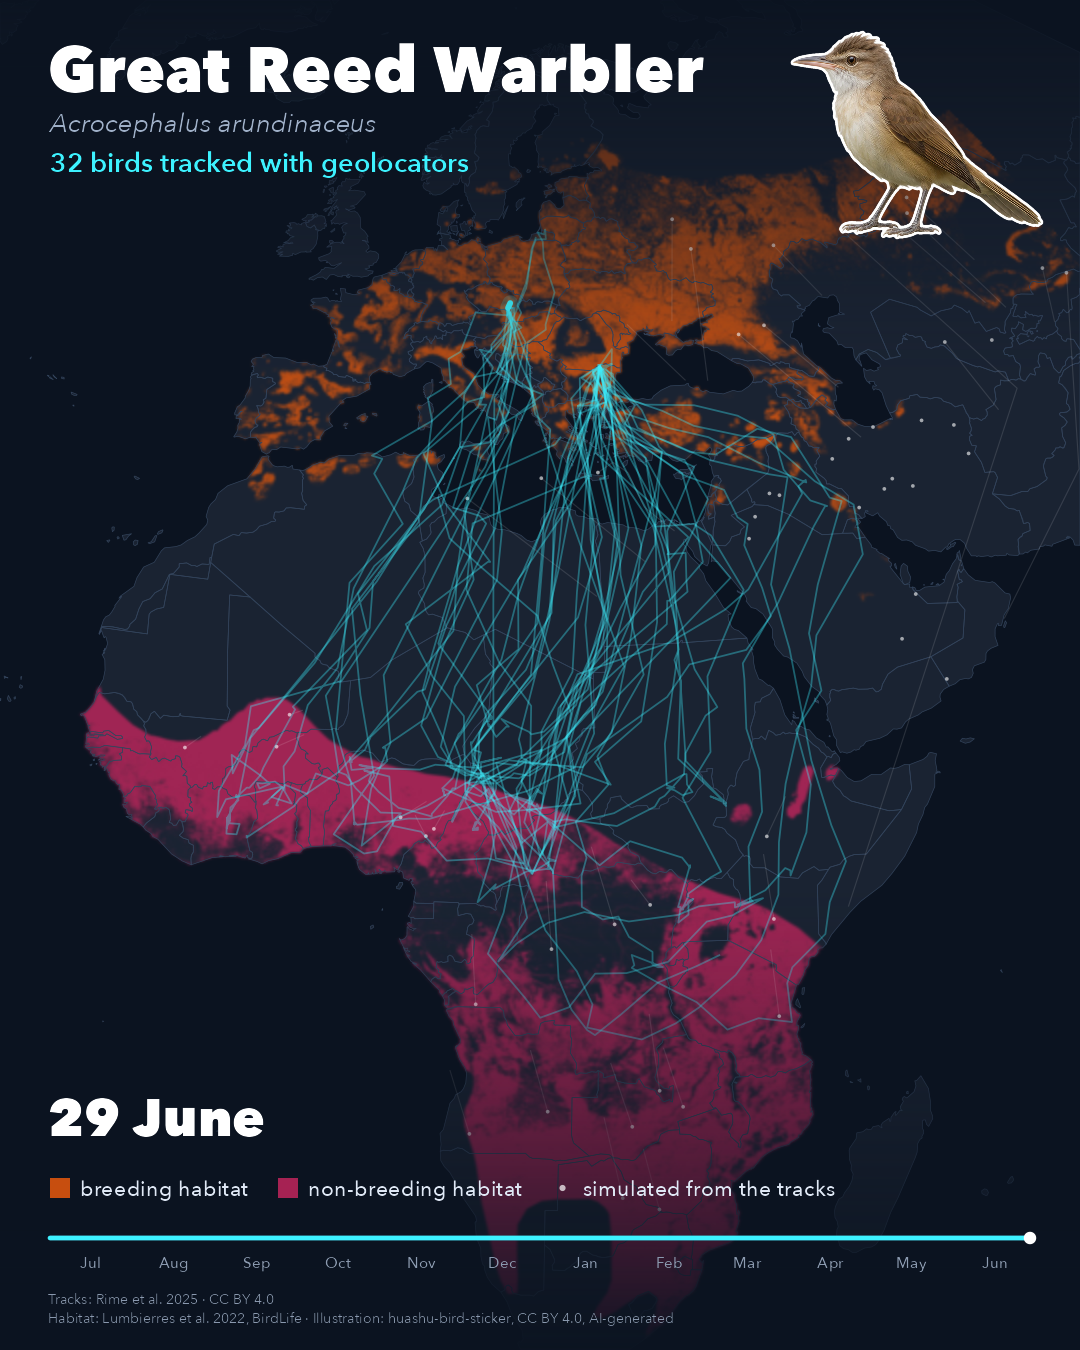 Great Reed Warbler
Acrocephalus arundinaceus
32 birds tracked with geolocators
29 June
breeding habitat non-breeding habitat simulated from the tracks
Jul Aug Sep Oct Nov Dec Jan Feb Mar Apr May Jun
Tracks: Rime et al. 2025 · CC BY 4.0
Habitat: Lumbierres et al. 2022, BirdLife · Illustration: huashu-bird-sticker, CC BY 4.0, AI-generated